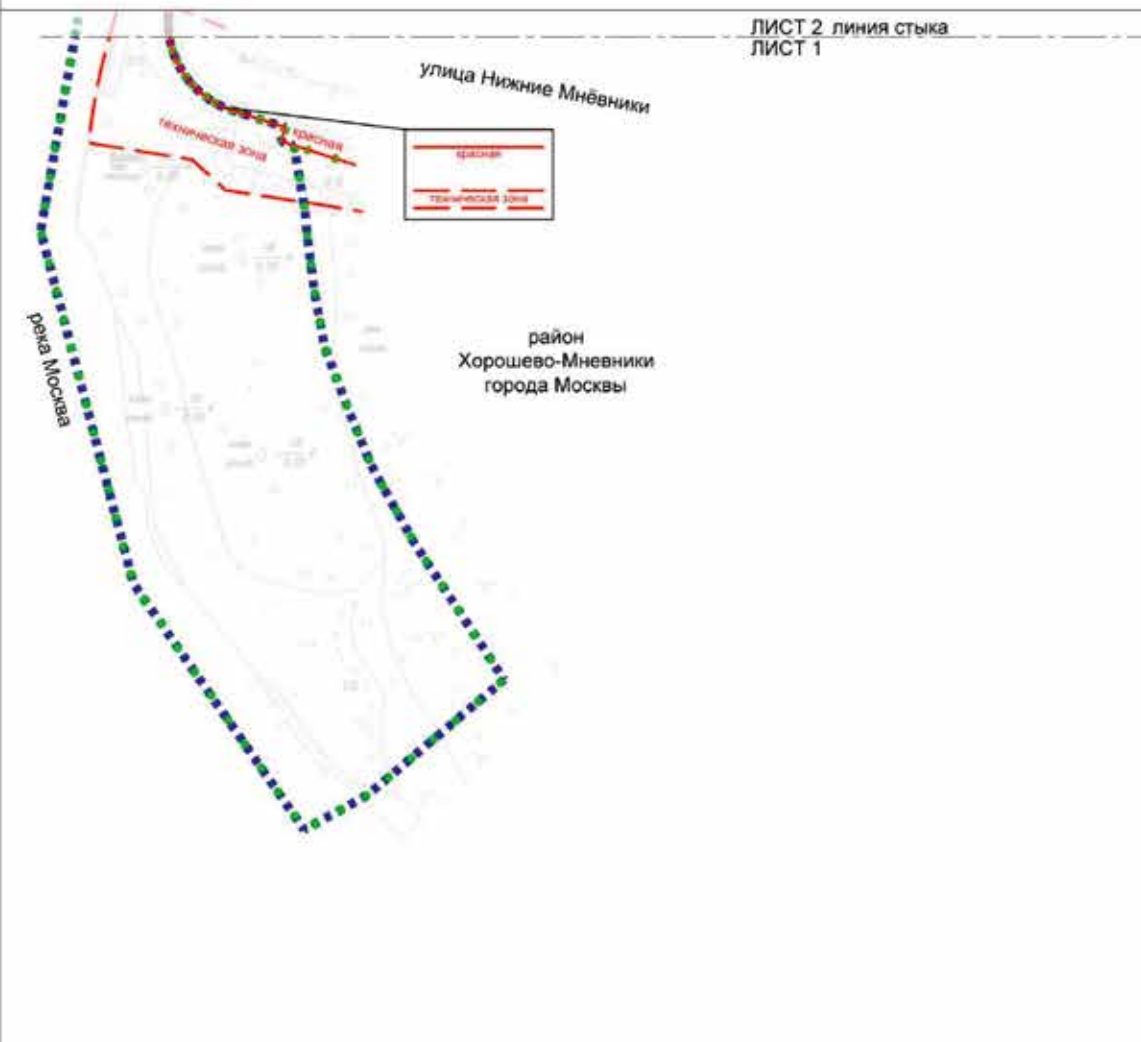 ЛИСТ 2 линия стыка
ЛИСТ 1
улица Нижние Мнёвники
техническая зона
красная
красная
техническая зона
река Москва
район
Хорошево-Мневники
города Москвы